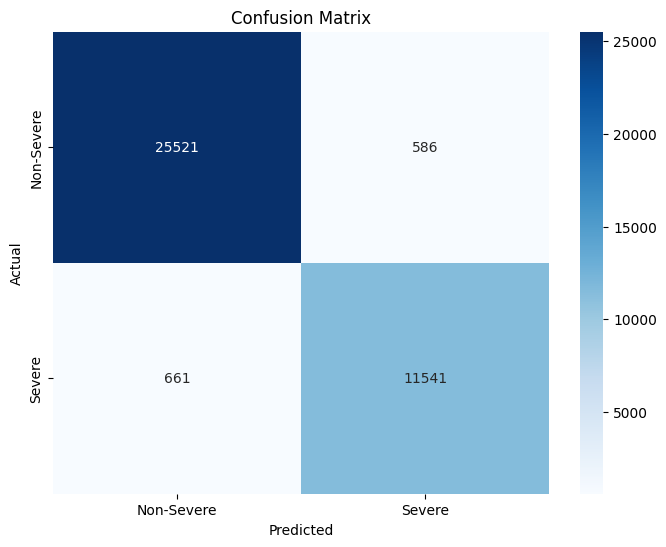 Confusion Matrix
Actual
Non-Severe
Severe
25521
586
661
11541
Non-Severe
Severe
Predicted
25000
20000
15000
10000
5000